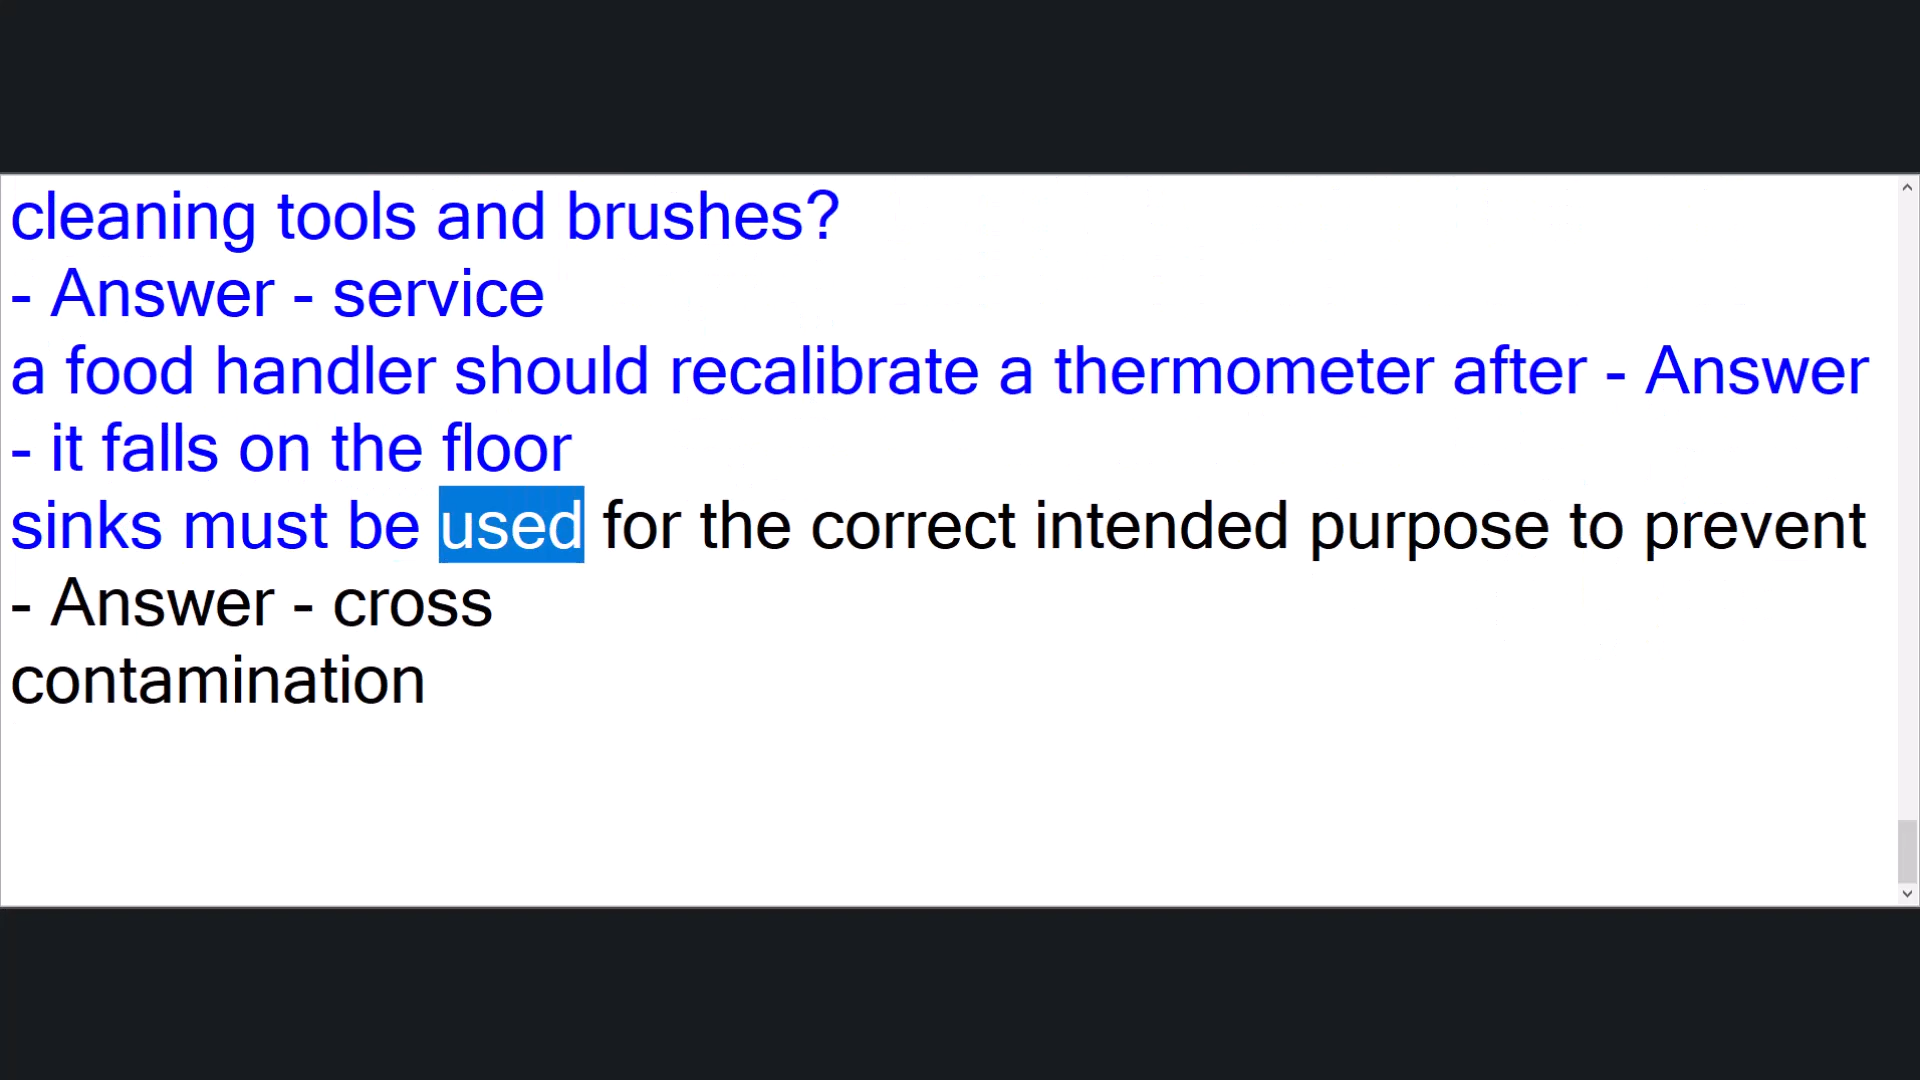 cleaning tools and brushes?
- Answer - service
a food handler should recalibrate a thermometer after - Answer
- it falls on the floor
sinks must be used for the correct intended purpose to prevent
- Answer - cross
contamination